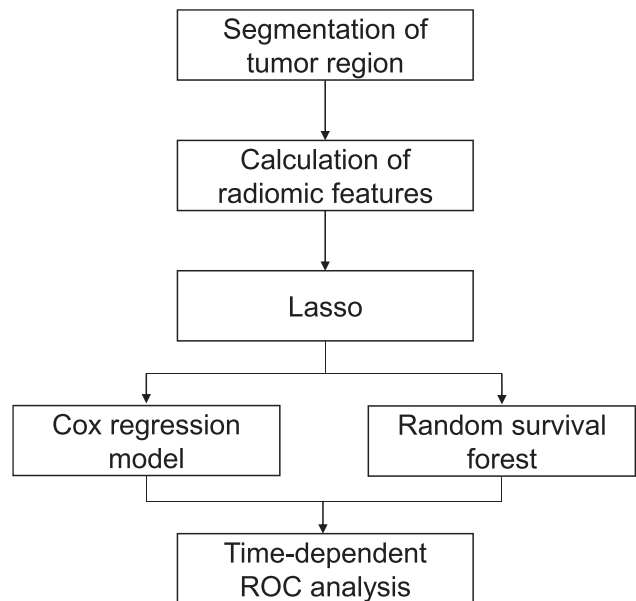 Segmentation of
tumor region
Calculation of
radiomic features
Lasso
Cox regression
model
Random survival
forest
Time-dependent
ROC analysis